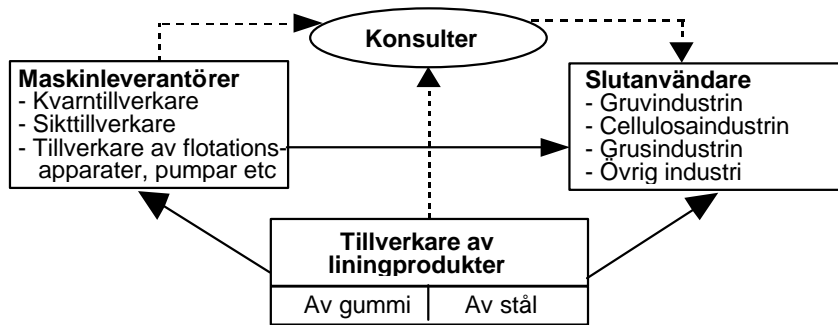 Konsulter
Maskinleverantörer
- Kvarntillverkare
- Sikttillverkare
- Tillverkare av flotations-
apparater, pumpar etc
Slutanvändare
- Gruvindustrin
- Cellulosaindustrin
- Grusindustrin
- Övrig industri
Tillverkare av
liningprodukter
Av gummi
Av stål